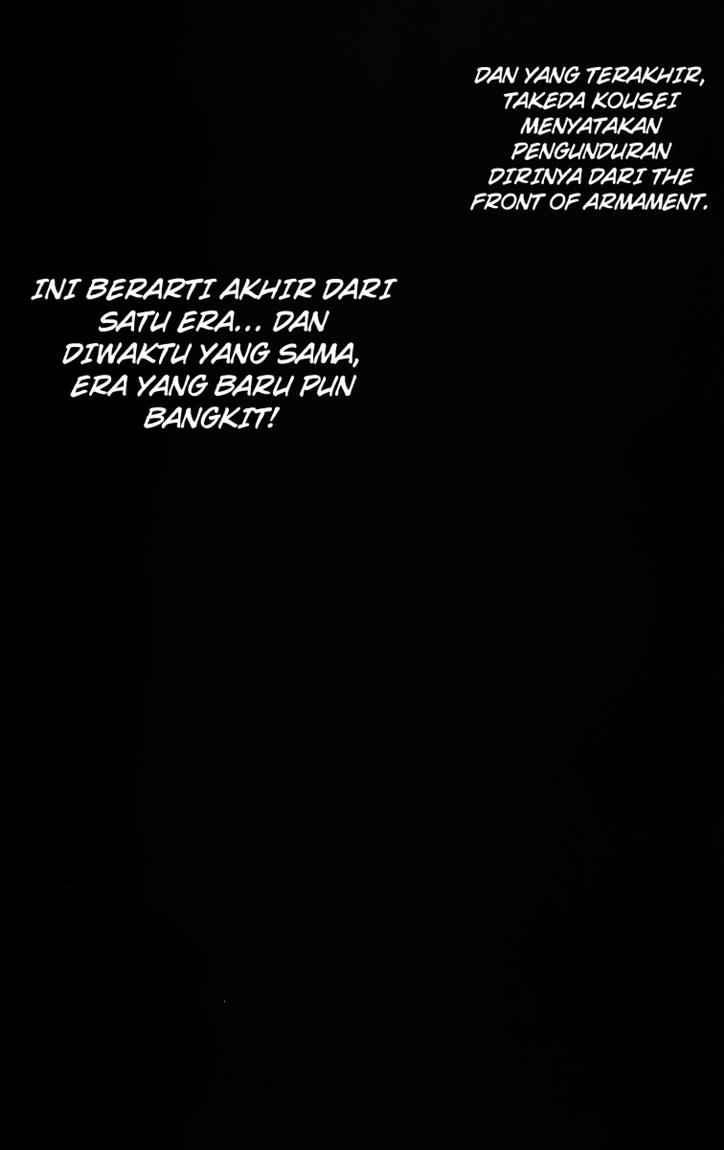 DAN YANG TERAKHIR,
TAKEDA KOUSEI
MENYATAKAN
PENGUNDURAN
DIRINYA DARI THE
FRONT OF ARMAMENT.
INI BERARTI AKHIR DARI
SATU ERA... DAN
DIWAKTU YANG SAMA,
ERA YANG BARU PUN
BANGKIT!